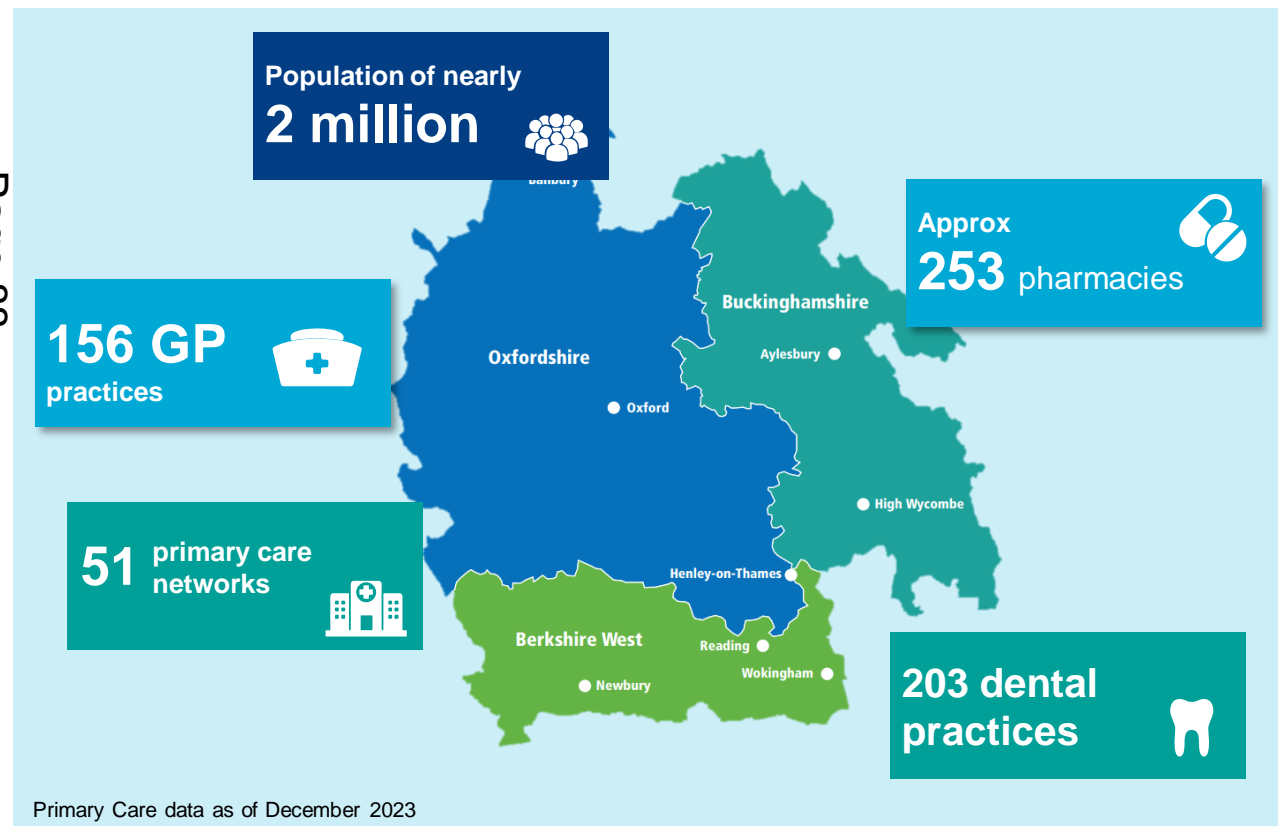 Population of nearly
2 million
Banbury
Approx
253 pharmacies
Buckinghamshire
156 GP
practices
Oxfordshire
Aylesbury
Oxford
High Wycombe
51 primary care
networks
Henley-on-Thames
Berkshire West
Reading
Wokingham
Newbury
203 dental
practices
Primary Care data as of December 2023